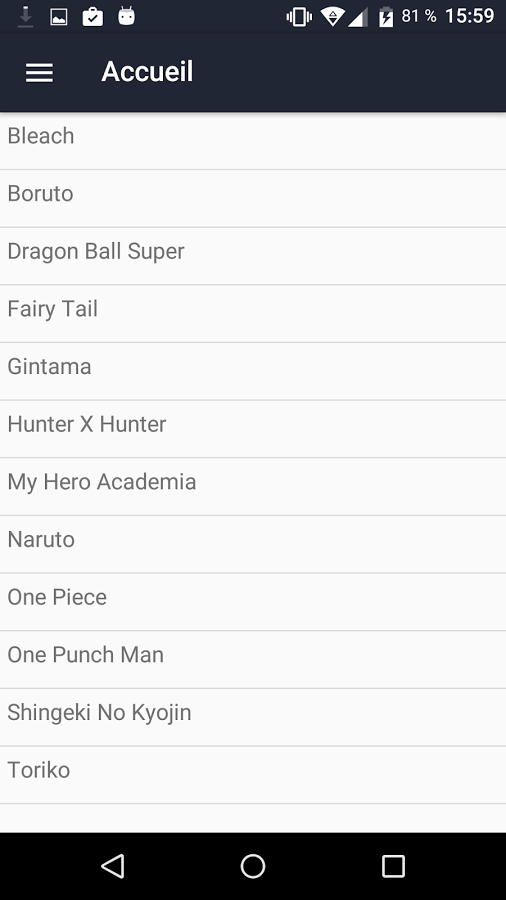 81 % 15:59
Accueil
Bleach
Boruto
Dragon Ball Super
Fairy Tail
Gintama
Hunter X Hunter
My Hero Academia
Naruto
One Piece
One Punch Man
Shingeki No Kyojin
Toriko